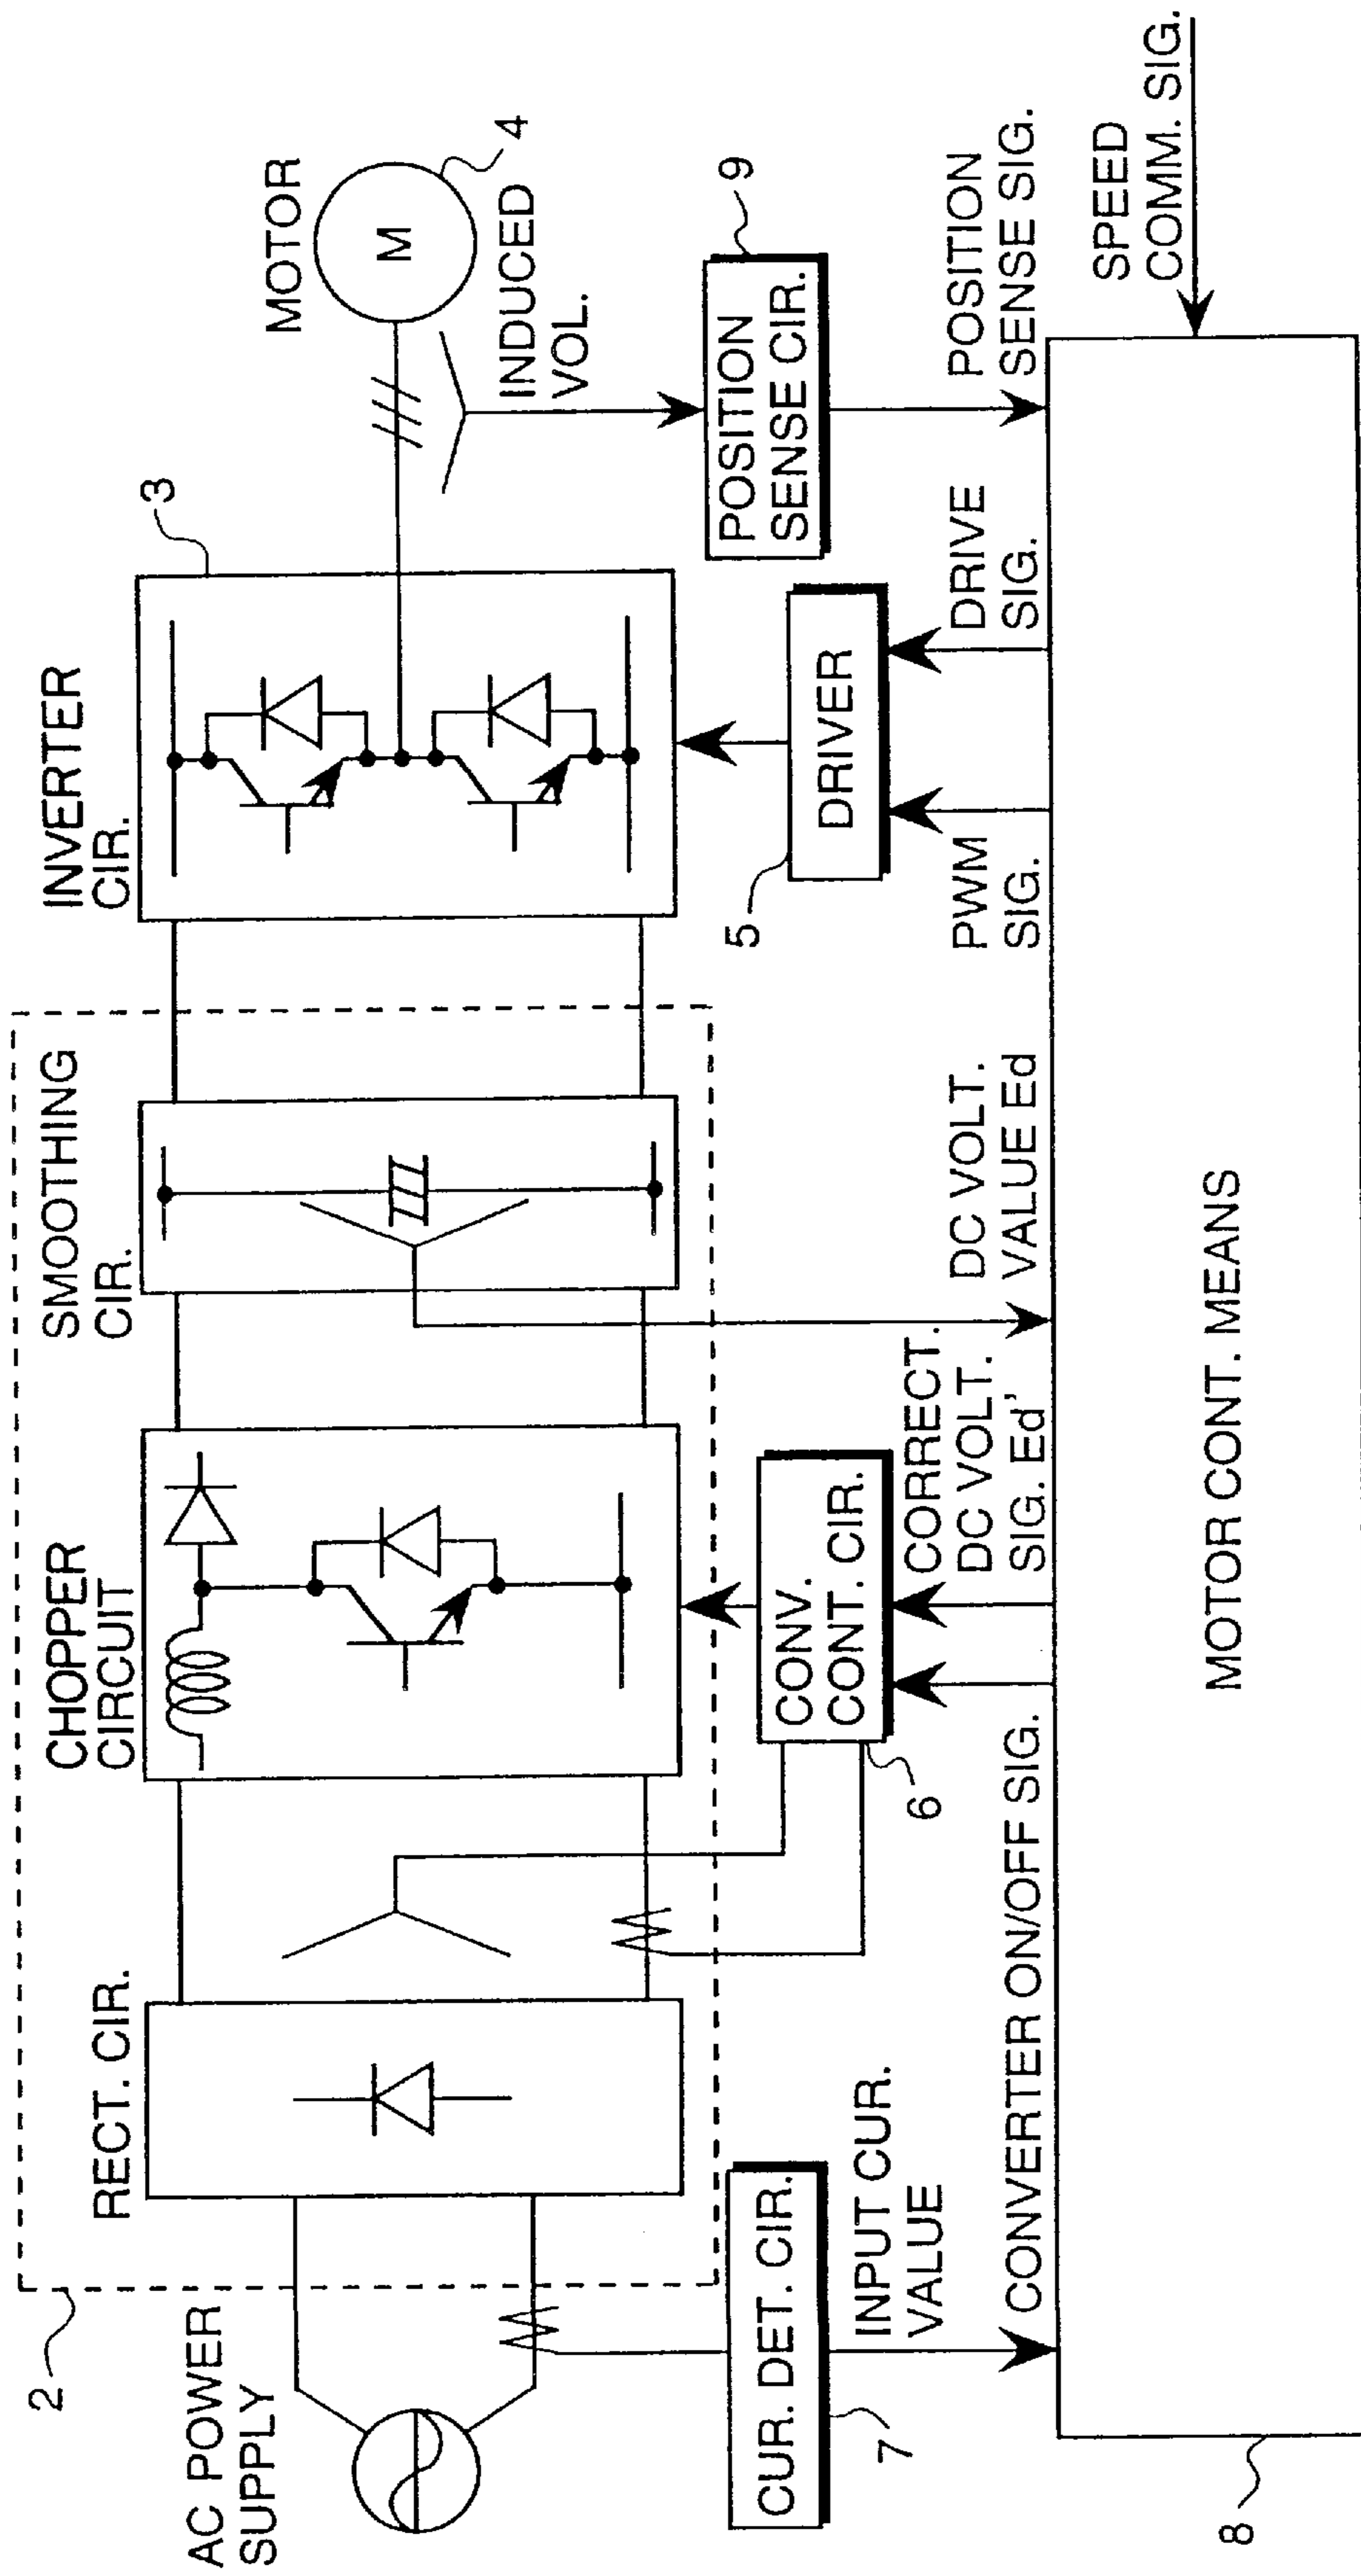 2
AC POWER
SUPPLY
RECT. CIR.
CHOPPER
CIRCUIT
SMOOTHING
CIR.
INVERTER
CIR.
3
MOTOR
M
4
INDUCED
VOL.
CUR. DET. CIR.
7
INPUT CUR.
VALUE
CONV.
CONT. CIR.
6
CONVERTER ON/OFF SIG.
CORRECT.
DC VOLT.
SIG. Ed'
DC VOLT.
VALUE Ed
DRIVER
5
PWM
SIG.
DRIVE
SIG.
POSITION
SENSE CIR.
9
POSITION
SENSE SIG.
SPEED
COMM. SIG.
MOTOR CONT. MEANS
8